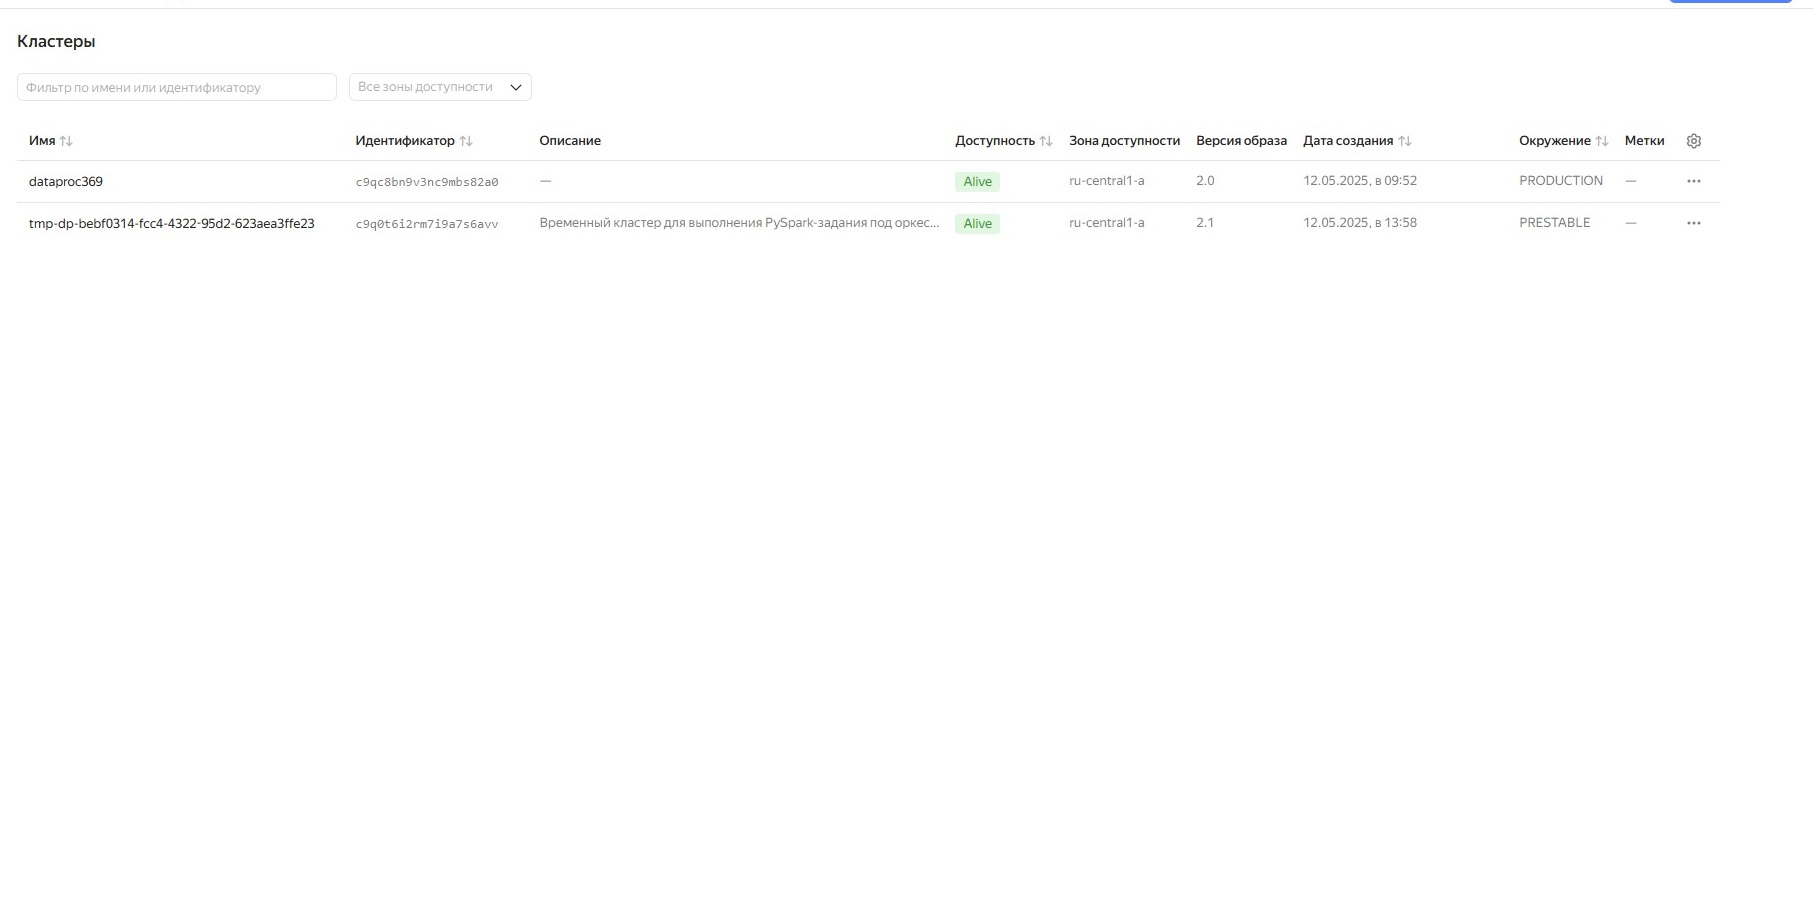 Кластеры
Фильтр по имени или идентификатору Все зоны доступности
Имя Идентификатор Описание Доступность Зона доступности Версия образа Дата создания Окружение Метки
dataproc369 c9qc8bn9v3nc9mbs82a0 — Alive ru-central1-a 2.0 12.05.2025, в 09:52 PRODUCTION —
tmp-dp-bebf0314-fcc4-4322-95d2-623aea3ffe23 c9q0t6i2rm7i9a7s6avv Временный кластер для выполнения PySpark-задания под оркес... Alive ru-central1-a 2.1 12.05.2025, в 13:58 PRESTABLE —